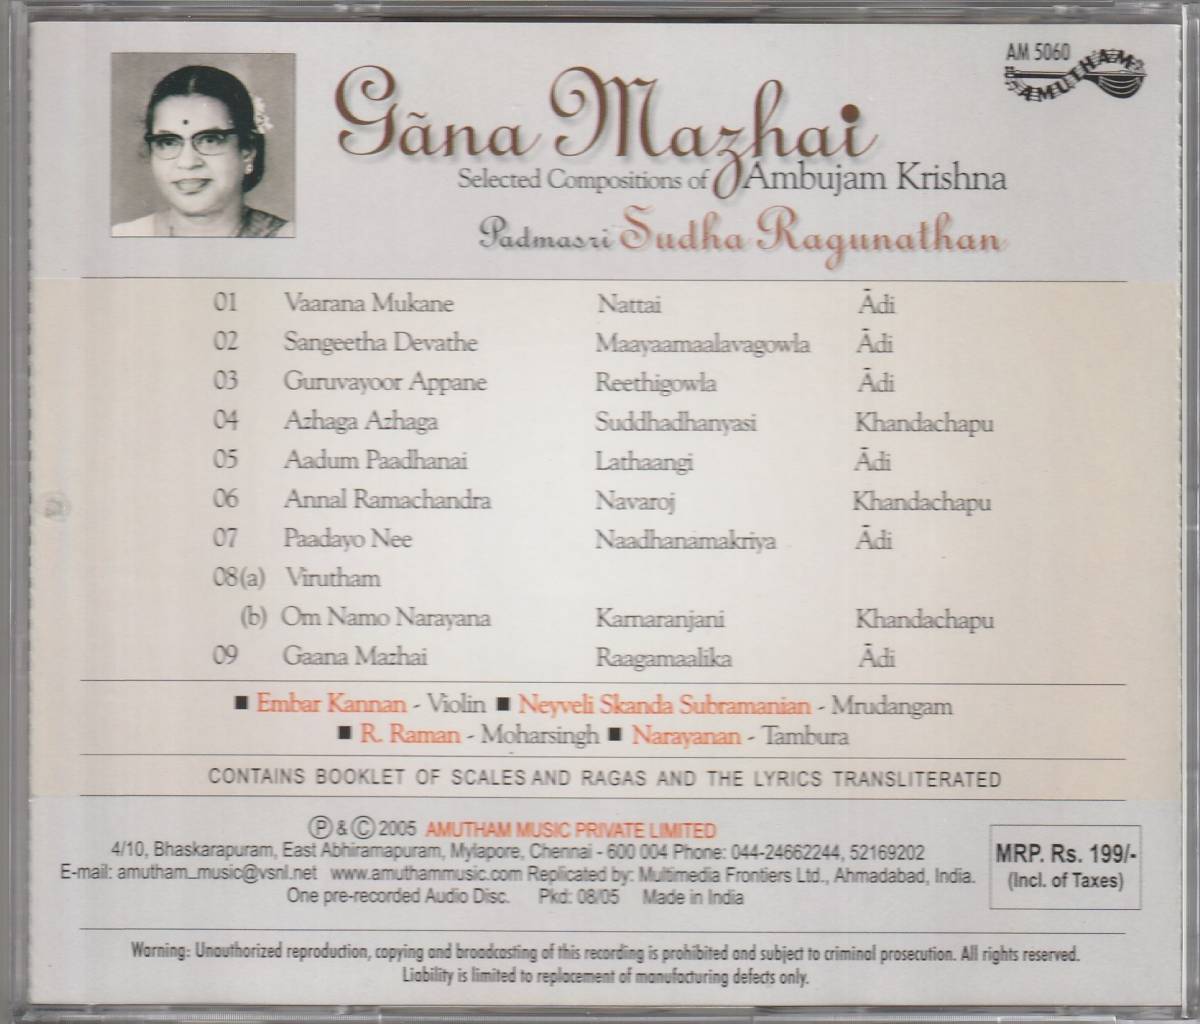 AM 5060
AMUTHAM
Gãna Mazhai
Selected Compositions of Ambujam Krishna
Padmasri Sudha Ragunathan
01 Vaarana Mukane Nattai Ādi
02 Sangeetha Devathe Maayaamaalavagowla Ādi
03 Guruvayoor Appane Reethigowla Ādi
04 Azhaga Azhaga Suddhadhanyasi Khandachapu
05 Aadum Paadhanai Lathaangi Ādi
06 Annal Ramachandra Navaroj Khandachapu
07 Paadayo Nee Naadhanamakriya Ādi
08(a) Virutham
(b) Om Namo Narayana Karnaranjani Khandachapu
09 Gaana Mazhai Raagamaalika Ādi
■ Embar Kannan - Violin ■ Neyveli Skanda Subramanian - Mrudangam
■ R. Raman - Moharsingh ■ Narayanan - Tambura
CONTAINS BOOKLET OF SCALES AND RAGAS AND THE LYRICS TRANSLITERATED
Ⓟ & Ⓒ 2005 AMUTHAM MUSIC PRIVATE LIMITED
4/10, Bhaskarapuram, East Abhiramapuram, Mylapore, Chennai - 600 004 Phone: 044-24662244, 52169202
E-mail: amutham_music@vsnl.net www.amuthammusic.com Replicated by: Multimedia Frontiers Ltd., Ahmadabad, India.
One pre-recorded Audio Disc. Pkd: 08/05 Made in India
MRP. Rs. 199/-
(Incl. of Taxes)
Warning: Unauthorized reproduction, copying and broadcasting of this recording is prohibited and subject to criminal prosecution. All rights reserved.
Liability is limited to replacement of manufacturing defects only.